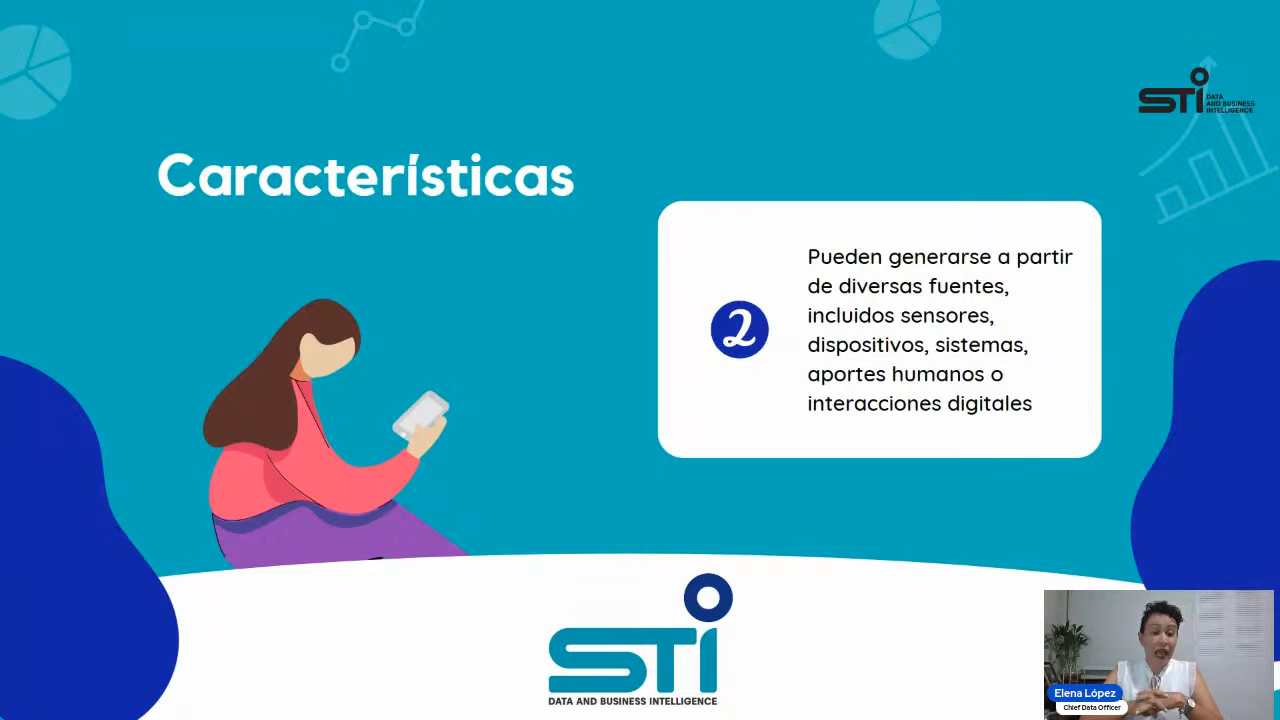 STi DATA
AND BUSINESS
INTELLIGENCE
Características
2
Pueden generarse a partir
de diversas fuentes,
incluidos sensores,
dispositivos, sistemas,
aportes humanos o
interacciones digitales
STi
DATA AND BUSINESS INTELLIGENCE
Elena López
Chief Data Officer